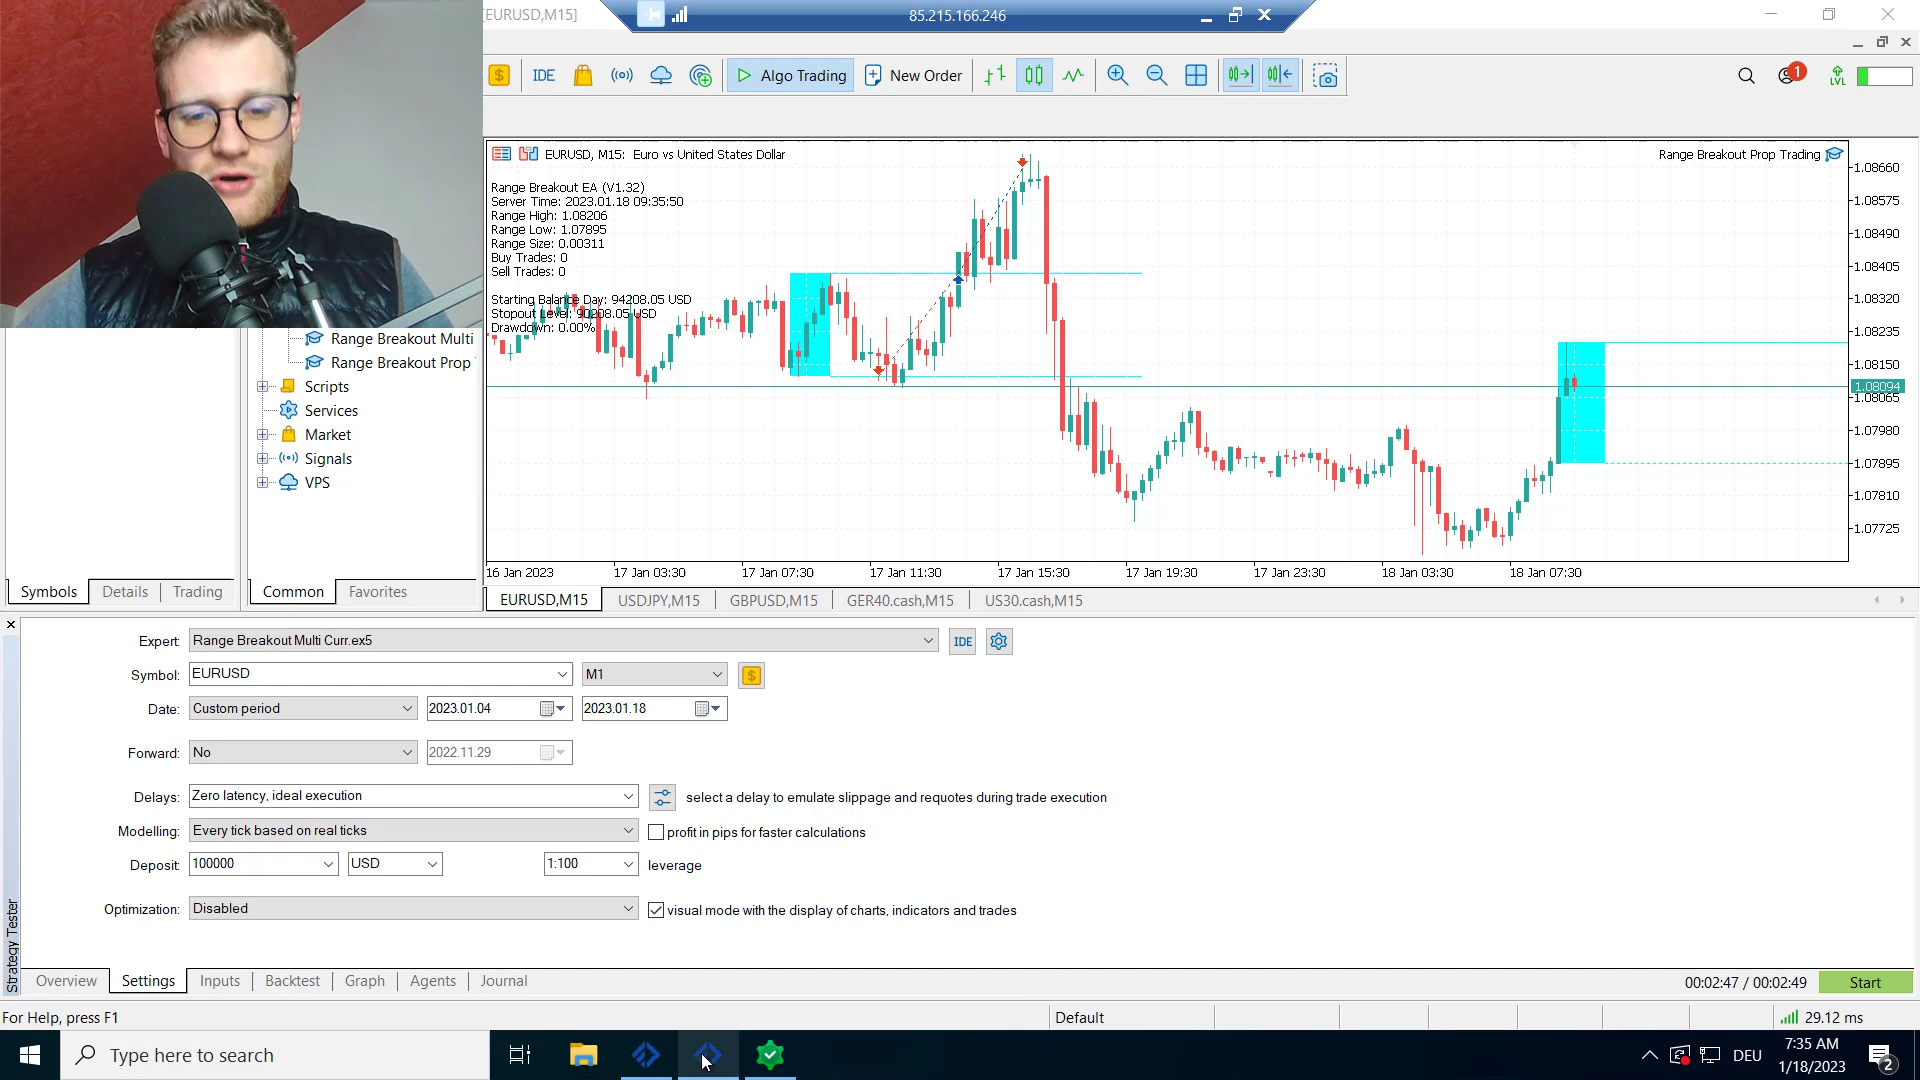 [EURUSD,M15]
85.215.166.246
IDE
Algo Trading
New Order
1
LVL
EURUSD, M15: Euro vs United States Dollar
Range Breakout Prop Trading
Range Breakout EA (V1.32)
Server Time: 2023.01.18 09:35:50
Range High: 1.08206
Range Low: 1.07895
Range Size: 0.00311
Buy Trades: 0
Sell Trades: 0
Starting Balance Day: 94208.05 USD
Stopout Level: 90208.05 USD
Drawdown: 0.00%
1.08660
1.08575
1.08490
1.08405
1.08320
1.08235
1.08150
1.08094
1.08065
1.07980
1.07895
1.07810
1.07725
16 Jan 2023
17 Jan 03:30
17 Jan 07:30
17 Jan 11:30
17 Jan 15:30
17 Jan 19:30
17 Jan 23:30
18 Jan 03:30
18 Jan 07:30
Range Breakout Multi
Range Breakout Prop
Scripts
Services
Market
Signals
VPS
Symbols
Details
Trading
Common
Favorites
EURUSD,M15
USDJPY,M15
GBPUSD,M15
GER40.cash,M15
US30.cash,M15
Expert: Range Breakout Multi Curr.ex5
IDE
Symbol: EURUSD
M1
Date: Custom period
2023.01.04
2023.01.18
Forward: No
2022.11.29
Delays: Zero latency, ideal execution
select a delay to emulate slippage and requotes during trade execution
Modelling: Every tick based on real ticks
profit in pips for faster calculations
Deposit: 100000
USD
1:100
leverage
Optimization: Disabled
visual mode with the display of charts, indicators and trades
Strategy Tester
Overview
Settings
Inputs
Backtest
Graph
Agents
Journal
00:02:47 / 00:02:49
Start
For Help, press F1
Default
29.12 ms
Type here to search
DEU
7:35 AM
1/18/2023
2